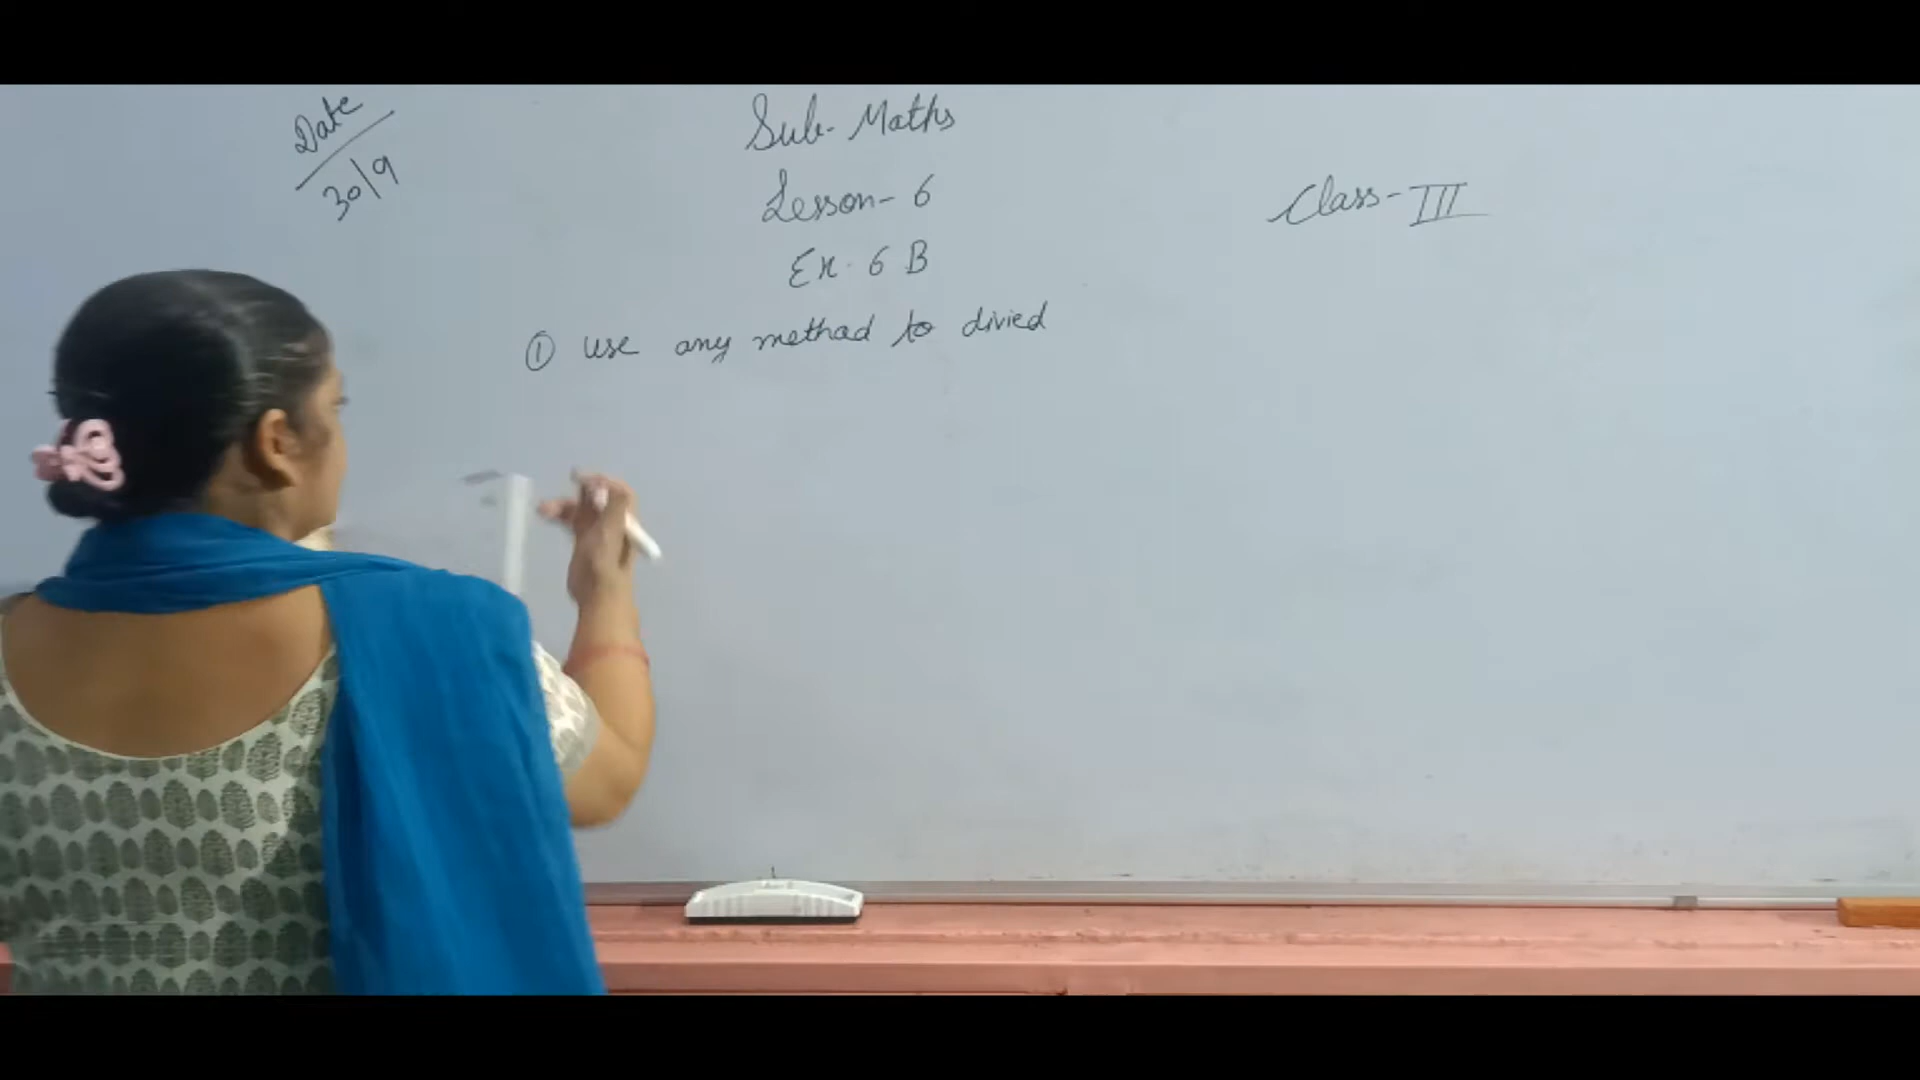 Date
30/9
Sub- Maths
Lesson- 6
Class- III
Ex. 6 B
① use any methad to divied